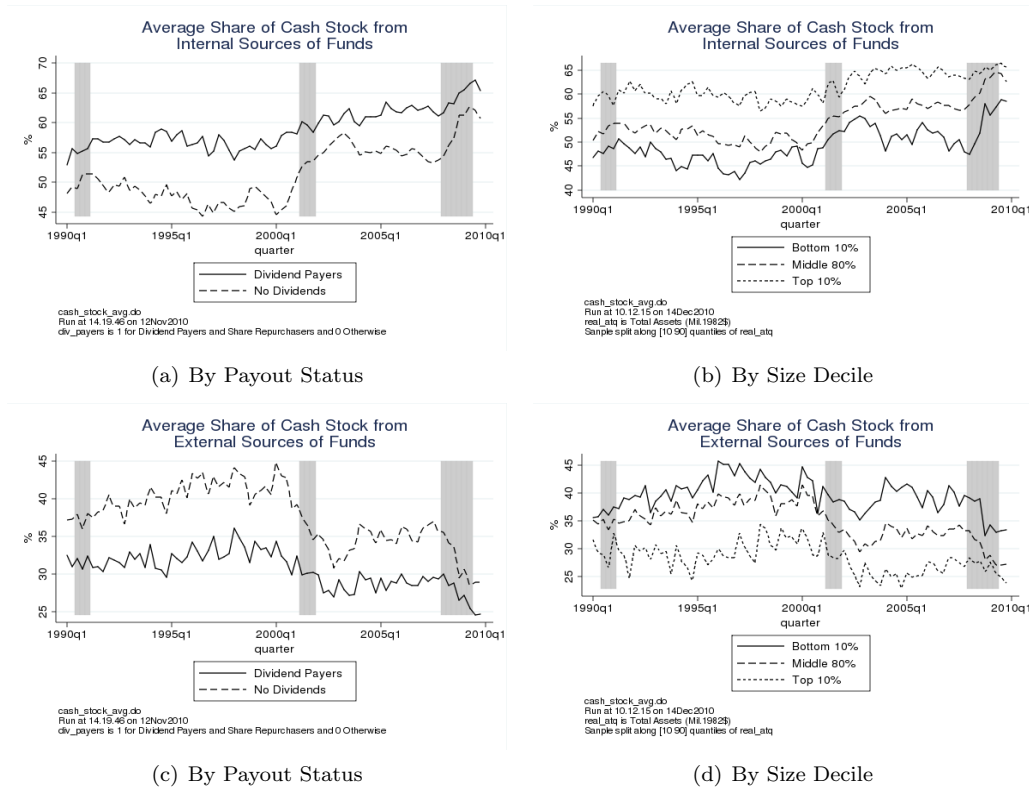 Average Share of Cash Stock from
Internal Sources of Funds
70
65
60
55
50
45
%
1990q1 1995q1 2000q1 2005q1 2010q1
quarter
Dividend Payers
No Dividends
cash_stock_avg.do
Run at 14.19.46 on 12Nov2010
div_payers is 1 for Dividend Payers and Share Repurchasers and 0 Otherwise
(a) By Payout Status
Average Share of Cash Stock from
Internal Sources of Funds
65
60
55
50
45
40
%
1990q1 1995q1 2000q1 2005q1 2010q1
quarter
Bottom 10%
Middle 80%
Top 10%
cash_stock_avg.do
Run at 10.12.15 on 14Dec2010
real_atq is Total Assets (Mil.1982$)
Sanple split along [10 90] quantiles of real_atq
(b) By Size Decile
Average Share of Cash Stock from
External Sources of Funds
45
40
35
30
25
%
1990q1 1995q1 2000q1 2005q1 2010q1
quarter
Dividend Payers
No Dividends
cash_stock_avg.do
Run at 14.19.46 on 12Nov2010
div_payers is 1 for Dividend Payers and Share Repurchasers and 0 Otherwise
(c) By Payout Status
Average Share of Cash Stock from
External Sources of Funds
45
40
35
30
25
%
1990q1 1995q1 2000q1 2005q1 2010q1
quarter
Bottom 10%
Middle 80%
Top 10%
cash_stock_avg.do
Run at 10.12.15 on 14Dec2010
real_atq is Total Assets (Mil.1982$)
Sanple split along [10 90] quantiles of real_atq
(d) By Size Decile